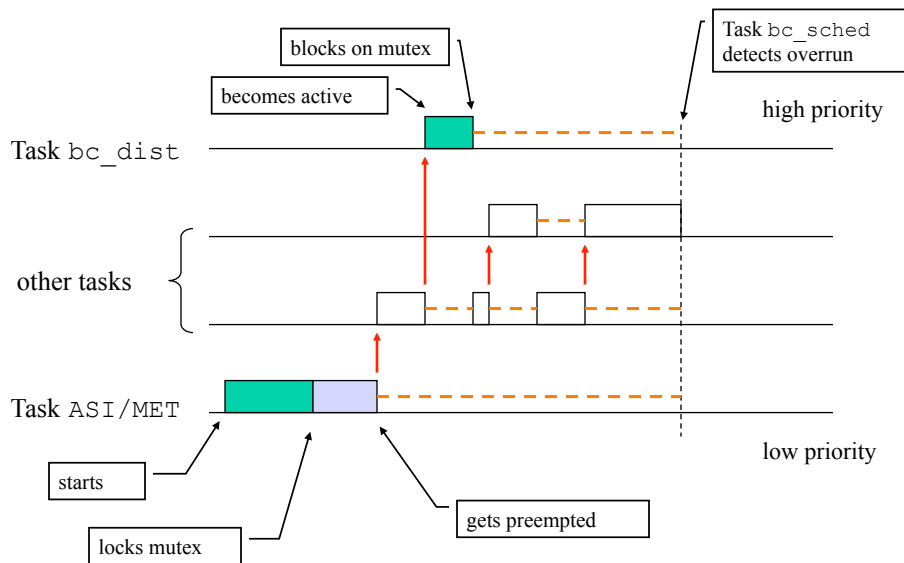 Task bc_sched
detects overrun
blocks on mutex
becomes active
high priority
Task bc_dist
other tasks
Task ASI/MET
low priority
starts
gets preempted
locks mutex